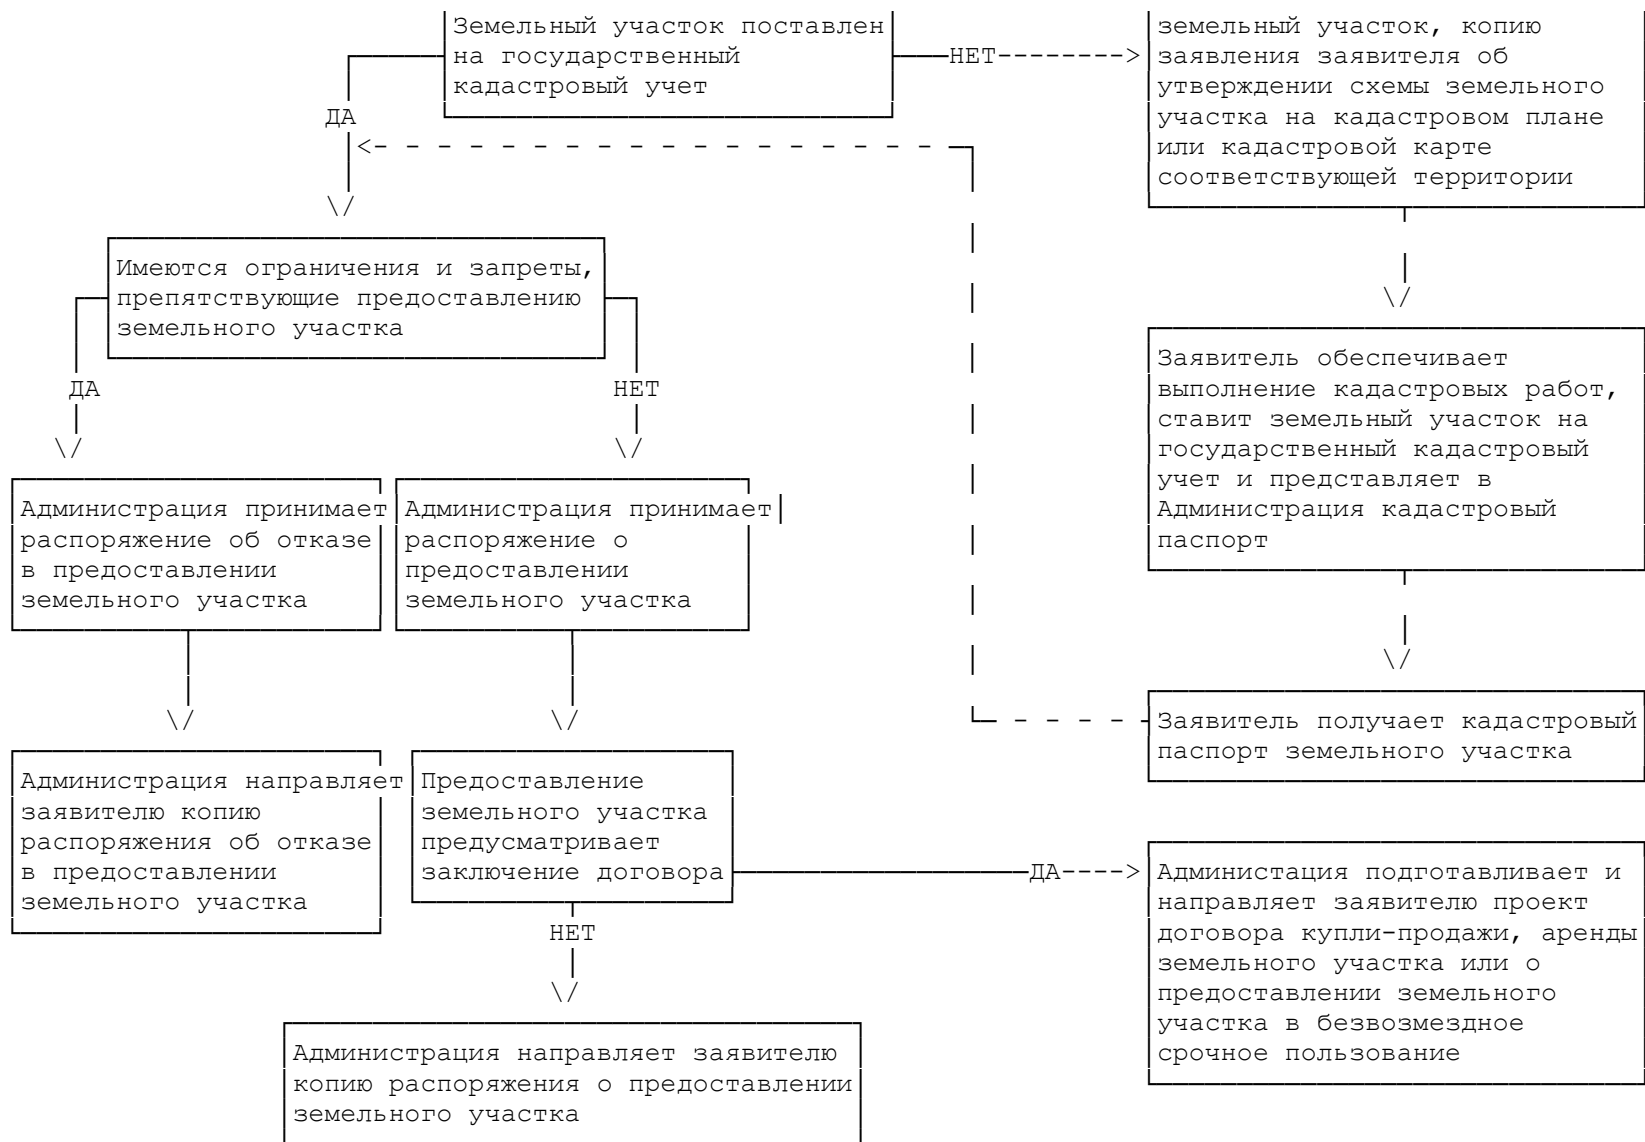 Земельный участок поставлен
на государственный
кадастровый учет
НЕТ
ДА
земельный участок, копию
заявления заявителя об
утверждении схемы земельного
участка на кадастровом плане
или кадастровой карте
соответствующей территории
Имеются ограничения и запреты,
препятствующие предоставлению
земельного участка
ДА
НЕТ
Заявитель обеспечивает
выполнение кадастровых работ,
ставит земельный участок на
государственный кадастровый
учет и представляет в
Администрация кадастровый
паспорт
Администрация принимает
распоряжение об отказе
в предоставлении
земельного участка
Администрация принимает
распоряжение о
предоставлении
земельного участка
Заявитель получает кадастровый
паспорт земельного участка
Администрация направляет
заявителю копию
распоряжения об отказе
в предоставлении
земельного участка
Предоставление
земельного участка
предусматривает
заключение договора
ДА
НЕТ
Администация подготавливает и
направляет заявителю проект
договора купли-продажи, аренды
земельного участка или о
предоставлении земельного
участка в безвозмездное
срочное пользование
Администрация направляет заявителю
копию распоряжения о предоставлении
земельного участка